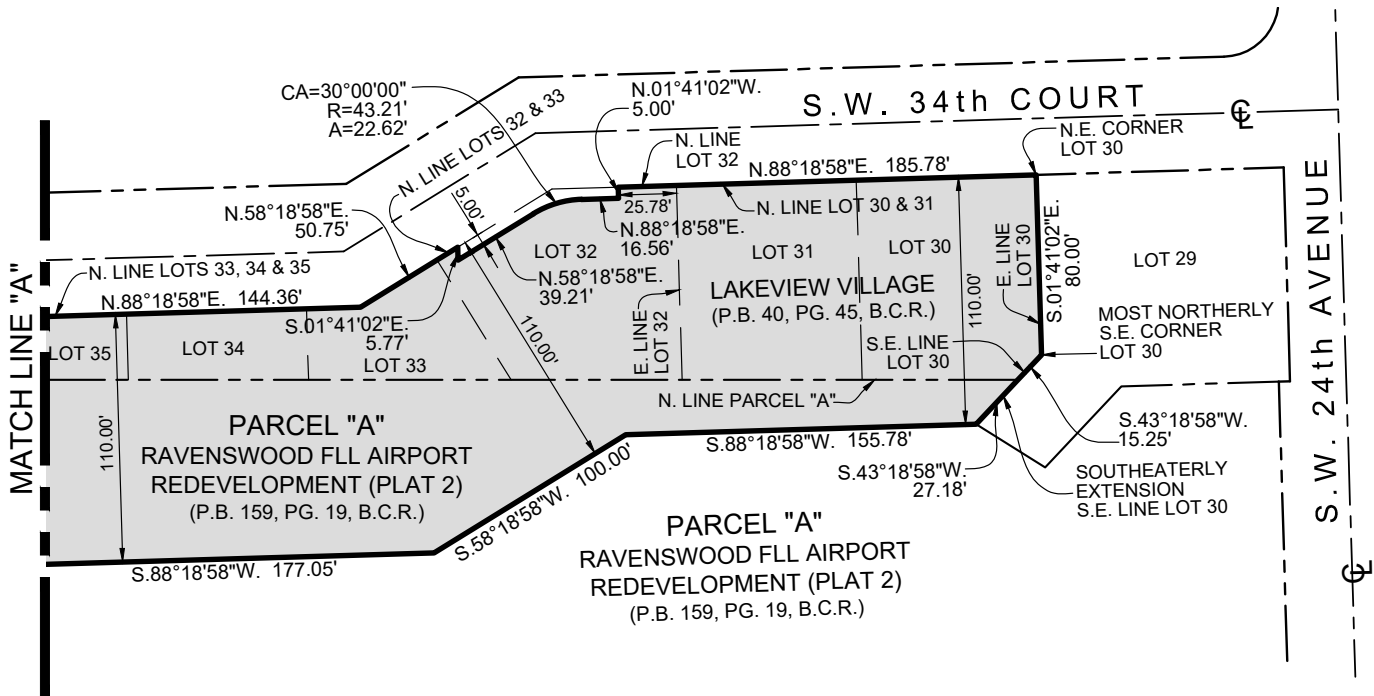 CA=30°00'00"
R=43.21'
A=22.62'
N. LINE LOTS 32 & 33
N.01°41'02"W.
5.00'
N. LINE
LOT 32
S.W. 34th COURT
CL
N.E. CORNER
LOT 30
N.88°18'58"E. 185.78'
N.58°18'58"E.
50.75'
5.00'
25.78'
N. LINE LOT 30 & 31
N.88°18'58"E.
16.56'
LOT 32
LOT 31
LOT 30
E. LINE
LOT 30
S.01°41'02"E.
80.00'
LOT 29
N. LINE LOTS 33, 34 & 35
N.88°18'58"E. 144.36'
N.58°18'58"E.
39.21'
LAKEVIEW VILLAGE
(P.B. 40, PG. 45, B.C.R.)
110.00'
MOST NORTHERLY
S.E. CORNER
LOT 30
S.01°41'02"E.
5.77'
110.00'
E. LINE
LOT 32
S.E. LINE
LOT 30
LOT 35
LOT 34
LOT 33
N. LINE PARCEL "A"
MATCH LINE "A"
110.00'
PARCEL "A"
RAVENSWOOD FLL AIRPORT
REDEVELOPMENT (PLAT 2)
(P.B. 159, PG. 19, B.C.R.)
S.88°18'58"W. 177.05'
S.58°18'58"W. 100.00'
S.88°18'58"W. 155.78'
S.43°18'58"W.
27.18'
S.43°18'58"W.
15.25'
SOUTHEATERLY
EXTENSION
S.E. LINE LOT 30
PARCEL "A"
RAVENSWOOD FLL AIRPORT
REDEVELOPMENT (PLAT 2)
(P.B. 159, PG. 19, B.C.R.)
S.W. 24th AVENUE
CL